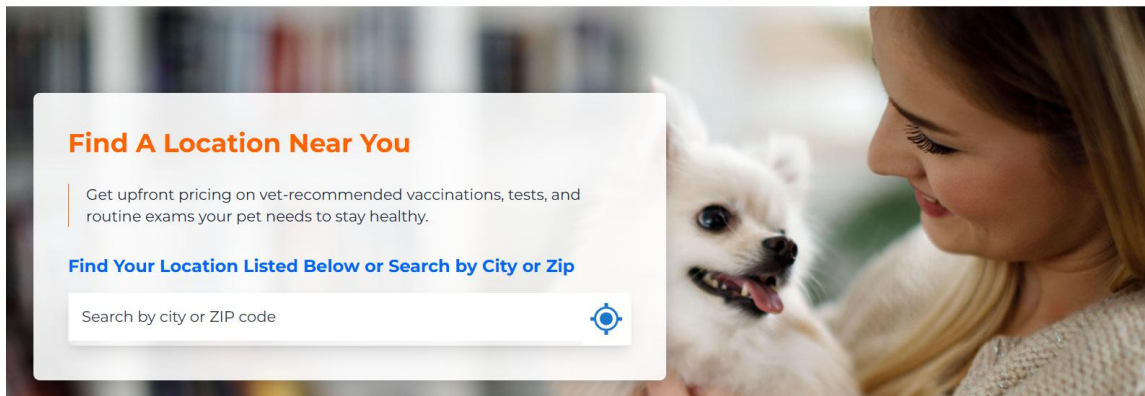 Find A Location Near You
Get upfront pricing on vet-recommended vaccinations, tests, and
routine exams your pet needs to stay healthy.
Find Your Location Listed Below or Search by City or Zip
Search by city or ZIP code